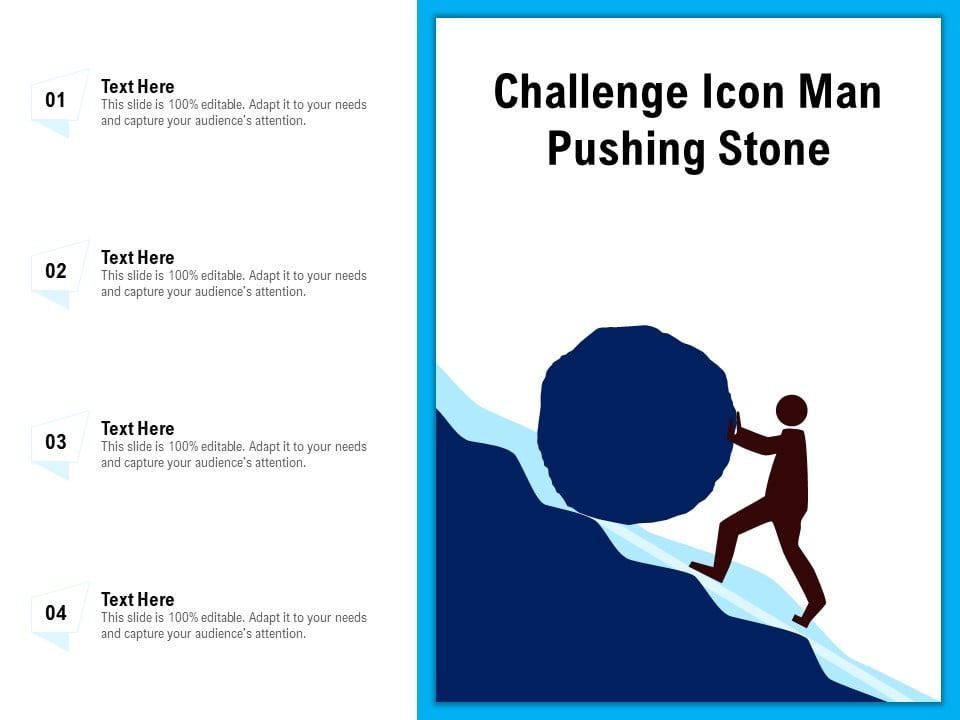 01
Text Here
This slide is 100% editable. Adapt it to your needs
and capture your audience's attention.
02
Text Here
This slide is 100% editable. Adapt it to your needs
and capture your audience's attention.
03
Text Here
This slide is 100% editable. Adapt it to your needs
and capture your audience's attention.
04
Text Here
This slide is 100% editable. Adapt it to your needs
and capture your audience's attention.
Challenge Icon Man
Pushing Stone